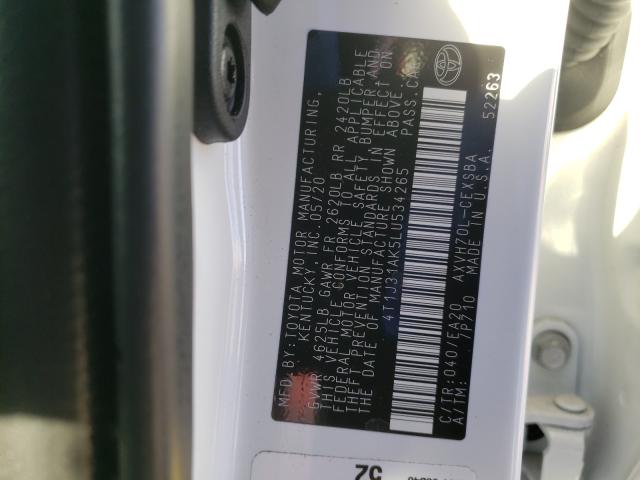 MFD. BY: TOYOTA MOTOR MANUFACTURING,
KENTUCKY, INC. 05/20
GVWR 4625LB GAWR FR 2620LB RR 2420LB
THIS VEHICLE CONFORMS TO ALL APPLICABLE
FEDERAL MOTOR VEHICLE SAFETY, BUMPER AND
THEFT PREVENTION STANDARDS IN EFFECT ON
THE DATE OF MANUFACTURE SHOWN ABOVE.
4T1J31AK5LU534265 PASS.CAR
C/TR:040/EA20 AXVH70L-CEXSBA
A/TM: 7P710 MADE IN U.S.A.
52263
5Z